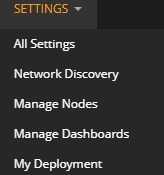 SETTINGS
All Settings
Network Discovery
Manage Nodes
Manage Dashboards
My Deployment